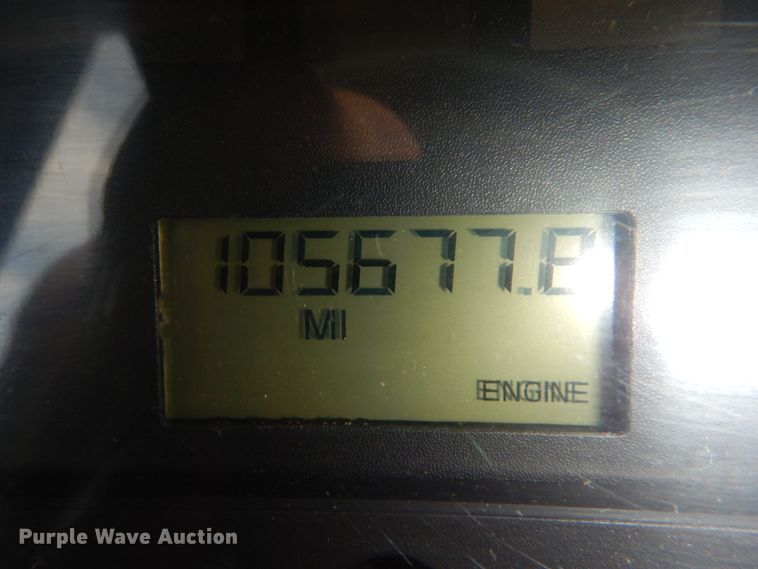 105677.8
MI
ENGINE
Purple Wave Auction